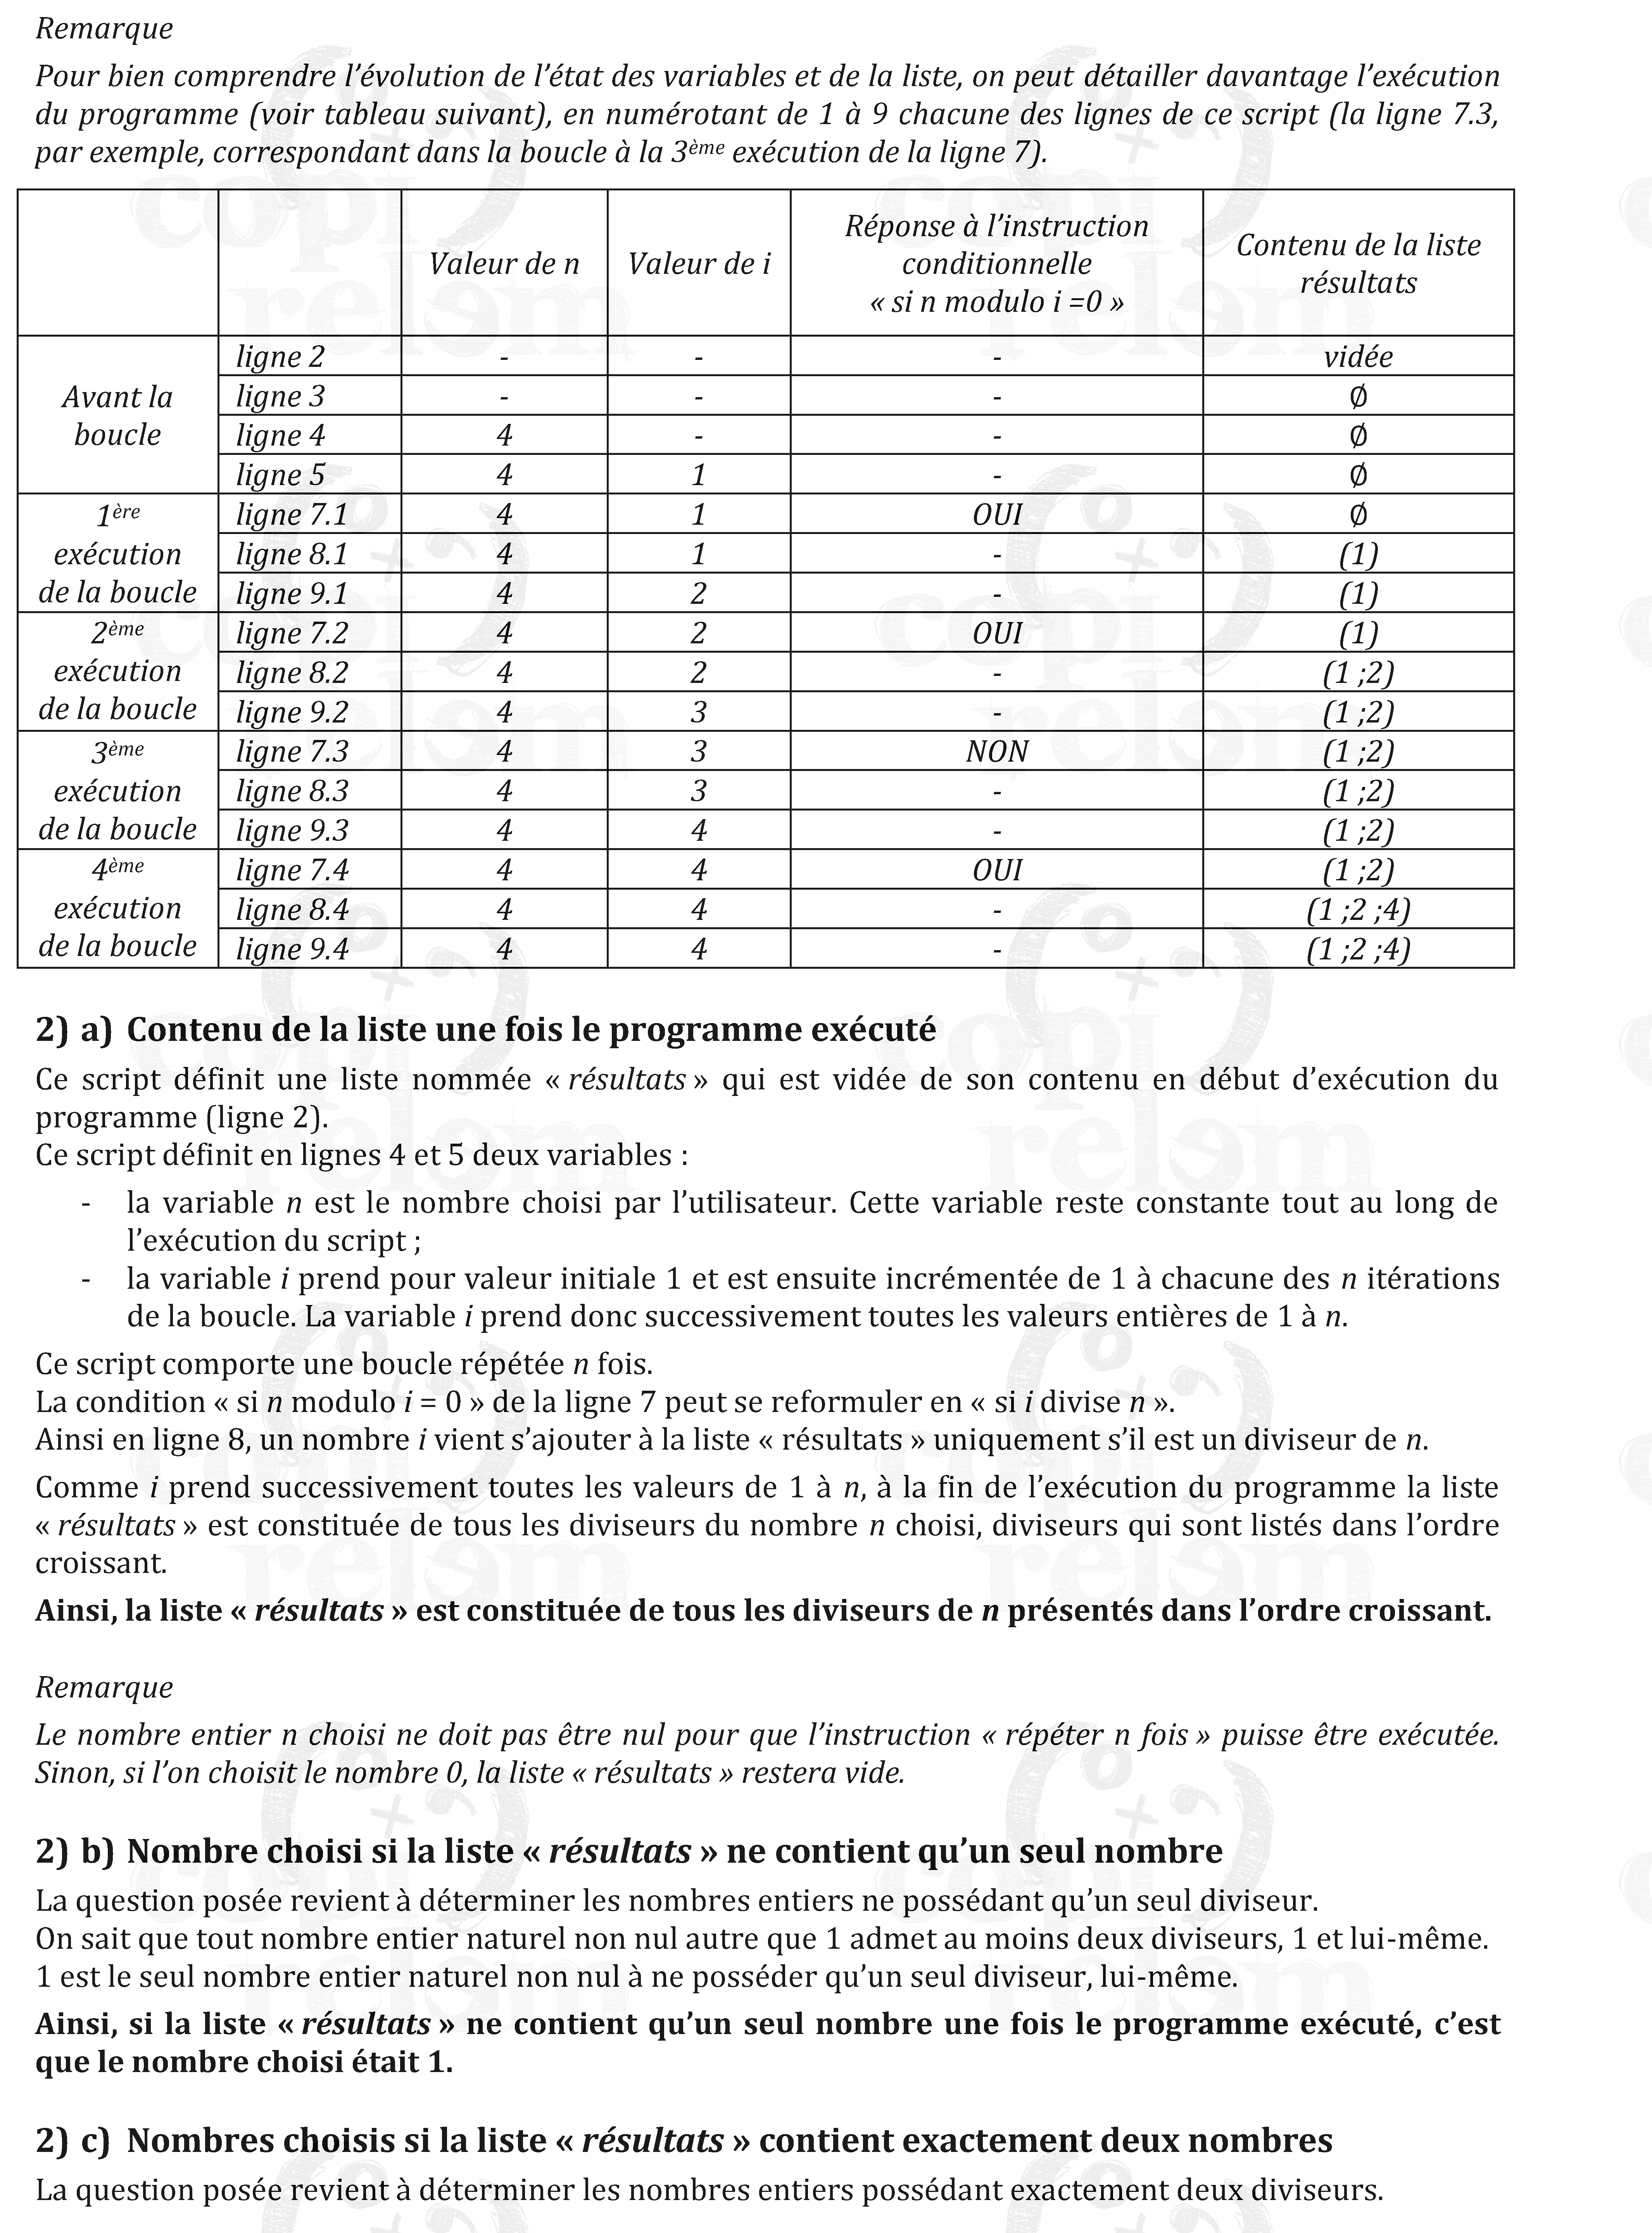 Remarque
Pour bien comprendre l’évolution de l’état des variables et de la liste, on peut détailler davantage l’exécution
du programme (voir tableau suivant), en numérotant de 1 à 9 chacune des lignes de ce script (la ligne 7.3,
par exemple, correspondant dans la boucle à la 3ème exécution de la ligne 7).
Valeur de n Valeur de i Réponse à l’instruction conditionnelle « si n modulo i =0 » Contenu de la liste résultats
Avant la boucle
ligne 2 - - - vidée
ligne 3 - - - ∅
ligne 4 4 - - ∅
ligne 5 4 1 - ∅
1ère exécution de la boucle
ligne 7.1 4 1 OUI ∅
ligne 8.1 4 1 - (1)
ligne 9.1 4 2 - (1)
2ème exécution de la boucle
ligne 7.2 4 2 OUI (1)
ligne 8.2 4 2 - (1 ;2)
ligne 9.2 4 3 - (1 ;2)
3ème exécution de la boucle
ligne 7.3 4 3 NON (1 ;2)
ligne 8.3 4 3 - (1 ;2)
ligne 9.3 4 4 - (1 ;2)
4ème exécution de la boucle
ligne 7.4 4 4 OUI (1 ;2)
ligne 8.4 4 4 - (1 ;2 ;4)
ligne 9.4 4 4 - (1 ;2 ;4)
2) a) Contenu de la liste une fois le programme exécuté
Ce script définit une liste nommée « résultats » qui est vidée de son contenu en début d’exécution du
programme (ligne 2).
Ce script définit en lignes 4 et 5 deux variables :
- la variable n est le nombre choisi par l’utilisateur. Cette variable reste constante tout au long de
l’exécution du script ;
- la variable i prend pour valeur initiale 1 et est ensuite incrémentée de 1 à chacune des n itérations
de la boucle. La variable i prend donc successivement toutes les valeurs entières de 1 à n.
Ce script comporte une boucle répétée n fois.
La condition « si n modulo i = 0 » de la ligne 7 peut se reformuler en « si i divise n ».
Ainsi en ligne 8, un nombre i vient s’ajouter à la liste « résultats » uniquement s’il est un diviseur de n.
Comme i prend successivement toutes les valeurs de 1 à n, à la fin de l’exécution du programme la liste
« résultats » est constituée de tous les diviseurs du nombre n choisi, diviseurs qui sont listés dans l’ordre
croissant.
Ainsi, la liste « résultats » est constituée de tous les diviseurs de n présentés dans l’ordre croissant.
Remarque
Le nombre entier n choisi ne doit pas être nul pour que l’instruction « répéter n fois » puisse être exécutée.
Sinon, si l’on choisit le nombre 0, la liste « résultats » restera vide.
2) b) Nombre choisi si la liste « résultats » ne contient qu’un seul nombre
La question posée revient à déterminer les nombres entiers ne possédant qu’un seul diviseur.
On sait que tout nombre entier naturel non nul autre que 1 admet au moins deux diviseurs, 1 et lui-même.
1 est le seul nombre entier naturel non nul à ne posséder qu’un seul diviseur, lui-même.
Ainsi, si la liste « résultats » ne contient qu’un seul nombre une fois le programme exécuté, c’est
que le nombre choisi était 1.
2) c) Nombres choisis si la liste « résultats » contient exactement deux nombres
La question posée revient à déterminer les nombres entiers possédant exactement deux diviseurs.